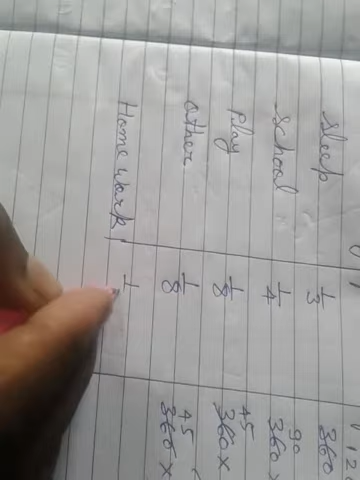 Sleep 1/3 360
90
School 1/4 360 ×
45
Play 1/8 360 ×
45
other 1/8 360 ×
Home work